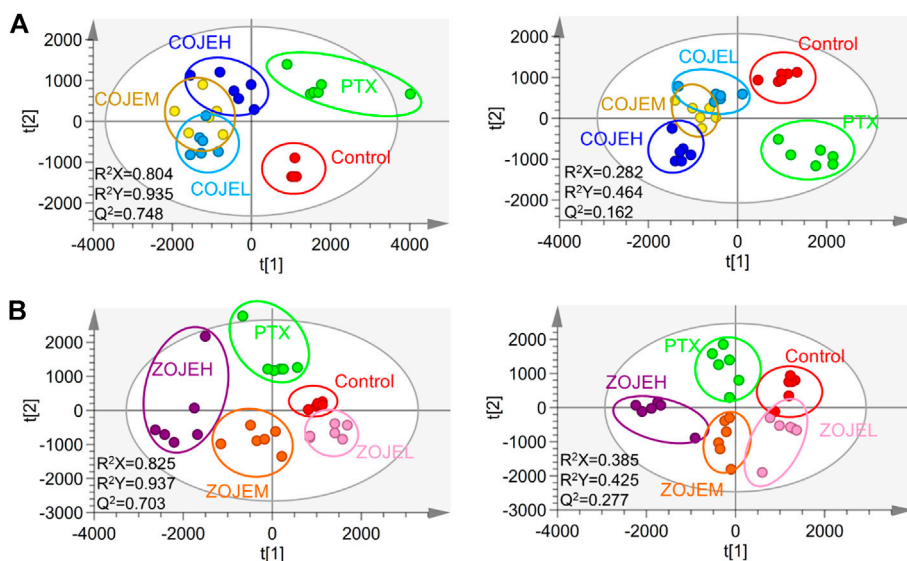 A
t[2]
2000
1000
0
-1000
-2000
COJEH
PTX
COJEM
COJEL
Control
R²X=0.804
R²Y=0.935
Q²=0.748
-4000 -2000 0 2000 4000
t[1]
t[2]
2000
1000
0
-1000
-2000
COJEL
Control
COJEM
COJEH
PTX
R²X=0.282
R²Y=0.464
Q²=0.162
-4000 -2000 0 2000
t[1]
B
t[2]
2000
1000
0
-1000
-2000
-3000
PTX
ZOJEH
Control
ZOJEL
ZOJEM
R²X=0.825
R²Y=0.937
Q²=0.703
-4000 -2000 0 2000
t[1]
t[2]
3000
2000
1000
0
-1000
-2000
-3000
PTX
Control
ZOJEH
ZOJEL
ZOJEM
R²X=0.385
R²Y=0.425
Q²=0.277
-4000 -2000 0 2000
t[1]